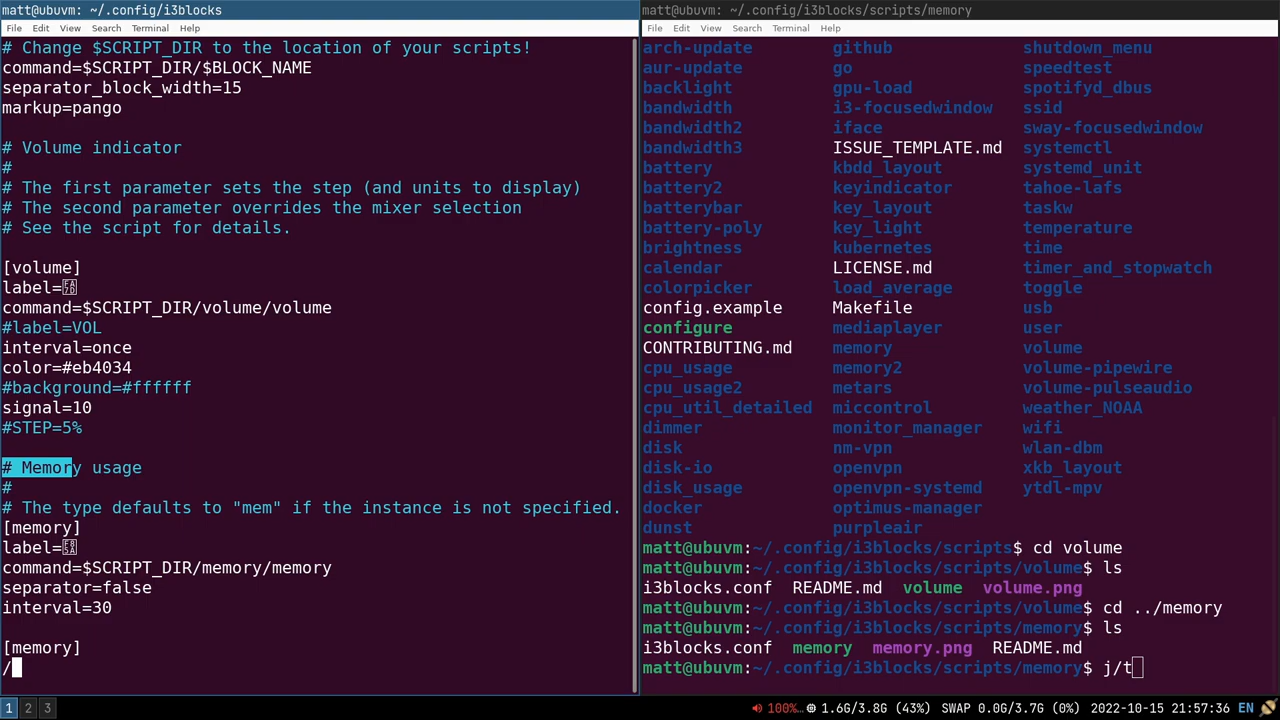 matt@ubuvm: ~/.config/i3blocks
File Edit View Search Terminal Help
# Change $SCRIPT_DIR to the location of your scripts!
command=$SCRIPT_DIR/$BLOCK_NAME
separator_block_width=15
markup=pango
# Volume indicator
#
# The first parameter sets the step (and units to display)
# The second parameter overrides the mixer selection
# See the script for details.
[volume]
label=
command=$SCRIPT_DIR/volume/volume
#label=VOL
interval=once
color=#eb4034
#background=#ffffff
signal=10
#STEP=5%
# Memory usage
#
# The type defaults to "mem" if the instance is not specified.
[memory]
label=
command=$SCRIPT_DIR/memory/memory
separator=false
interval=30
[memory]
/
matt@ubuvm: ~/.config/i3blocks/scripts/memory
File Edit View Search Terminal Help
arch-update github shutdown_menu
aur-update go speedtest
backlight gpu-load spotifyd_dbus
bandwidth i3-focusedwindow ssid
bandwidth2 iface sway-focusedwindow
bandwidth3 ISSUE_TEMPLATE.md systemctl
battery kbdd_layout systemd_unit
battery2 keyindicator tahoe-lafs
batterybar key_layout taskw
battery-poly key_light temperature
brightness kubernetes time
calendar LICENSE.md timer_and_stopwatch
colorpicker load_average toggle
config.example Makefile usb
configure mediaplayer user
CONTRIBUTING.md memory volume
cpu_usage memory2 volume-pipewire
cpu_usage2 metars volume-pulseaudio
cpu_util_detailed miccontrol weather_NOAA
dimmer monitor_manager wifi
disk nm-vpn wlan-dbm
disk-io openvpn xkb_layout
disk_usage openvpn-systemd ytdl-mpv
docker optimus-manager
dunst purpleair
matt@ubuvm:~/.config/i3blocks/scripts$ cd volume
matt@ubuvm:~/.config/i3blocks/scripts/volume$ ls
i3blocks.conf README.md volume volume.png
matt@ubuvm:~/.config/i3blocks/scripts/volume$ cd ../memory
matt@ubuvm:~/.config/i3blocks/scripts/memory$ ls
i3blocks.conf memory memory.png README.md
matt@ubuvm:~/.config/i3blocks/scripts/memory$ j/t
1 2 3 100%… 1.6G/3.8G (43%) SWAP 0.0G/3.7G (0%) 2022-10-15 21:57:36 EN